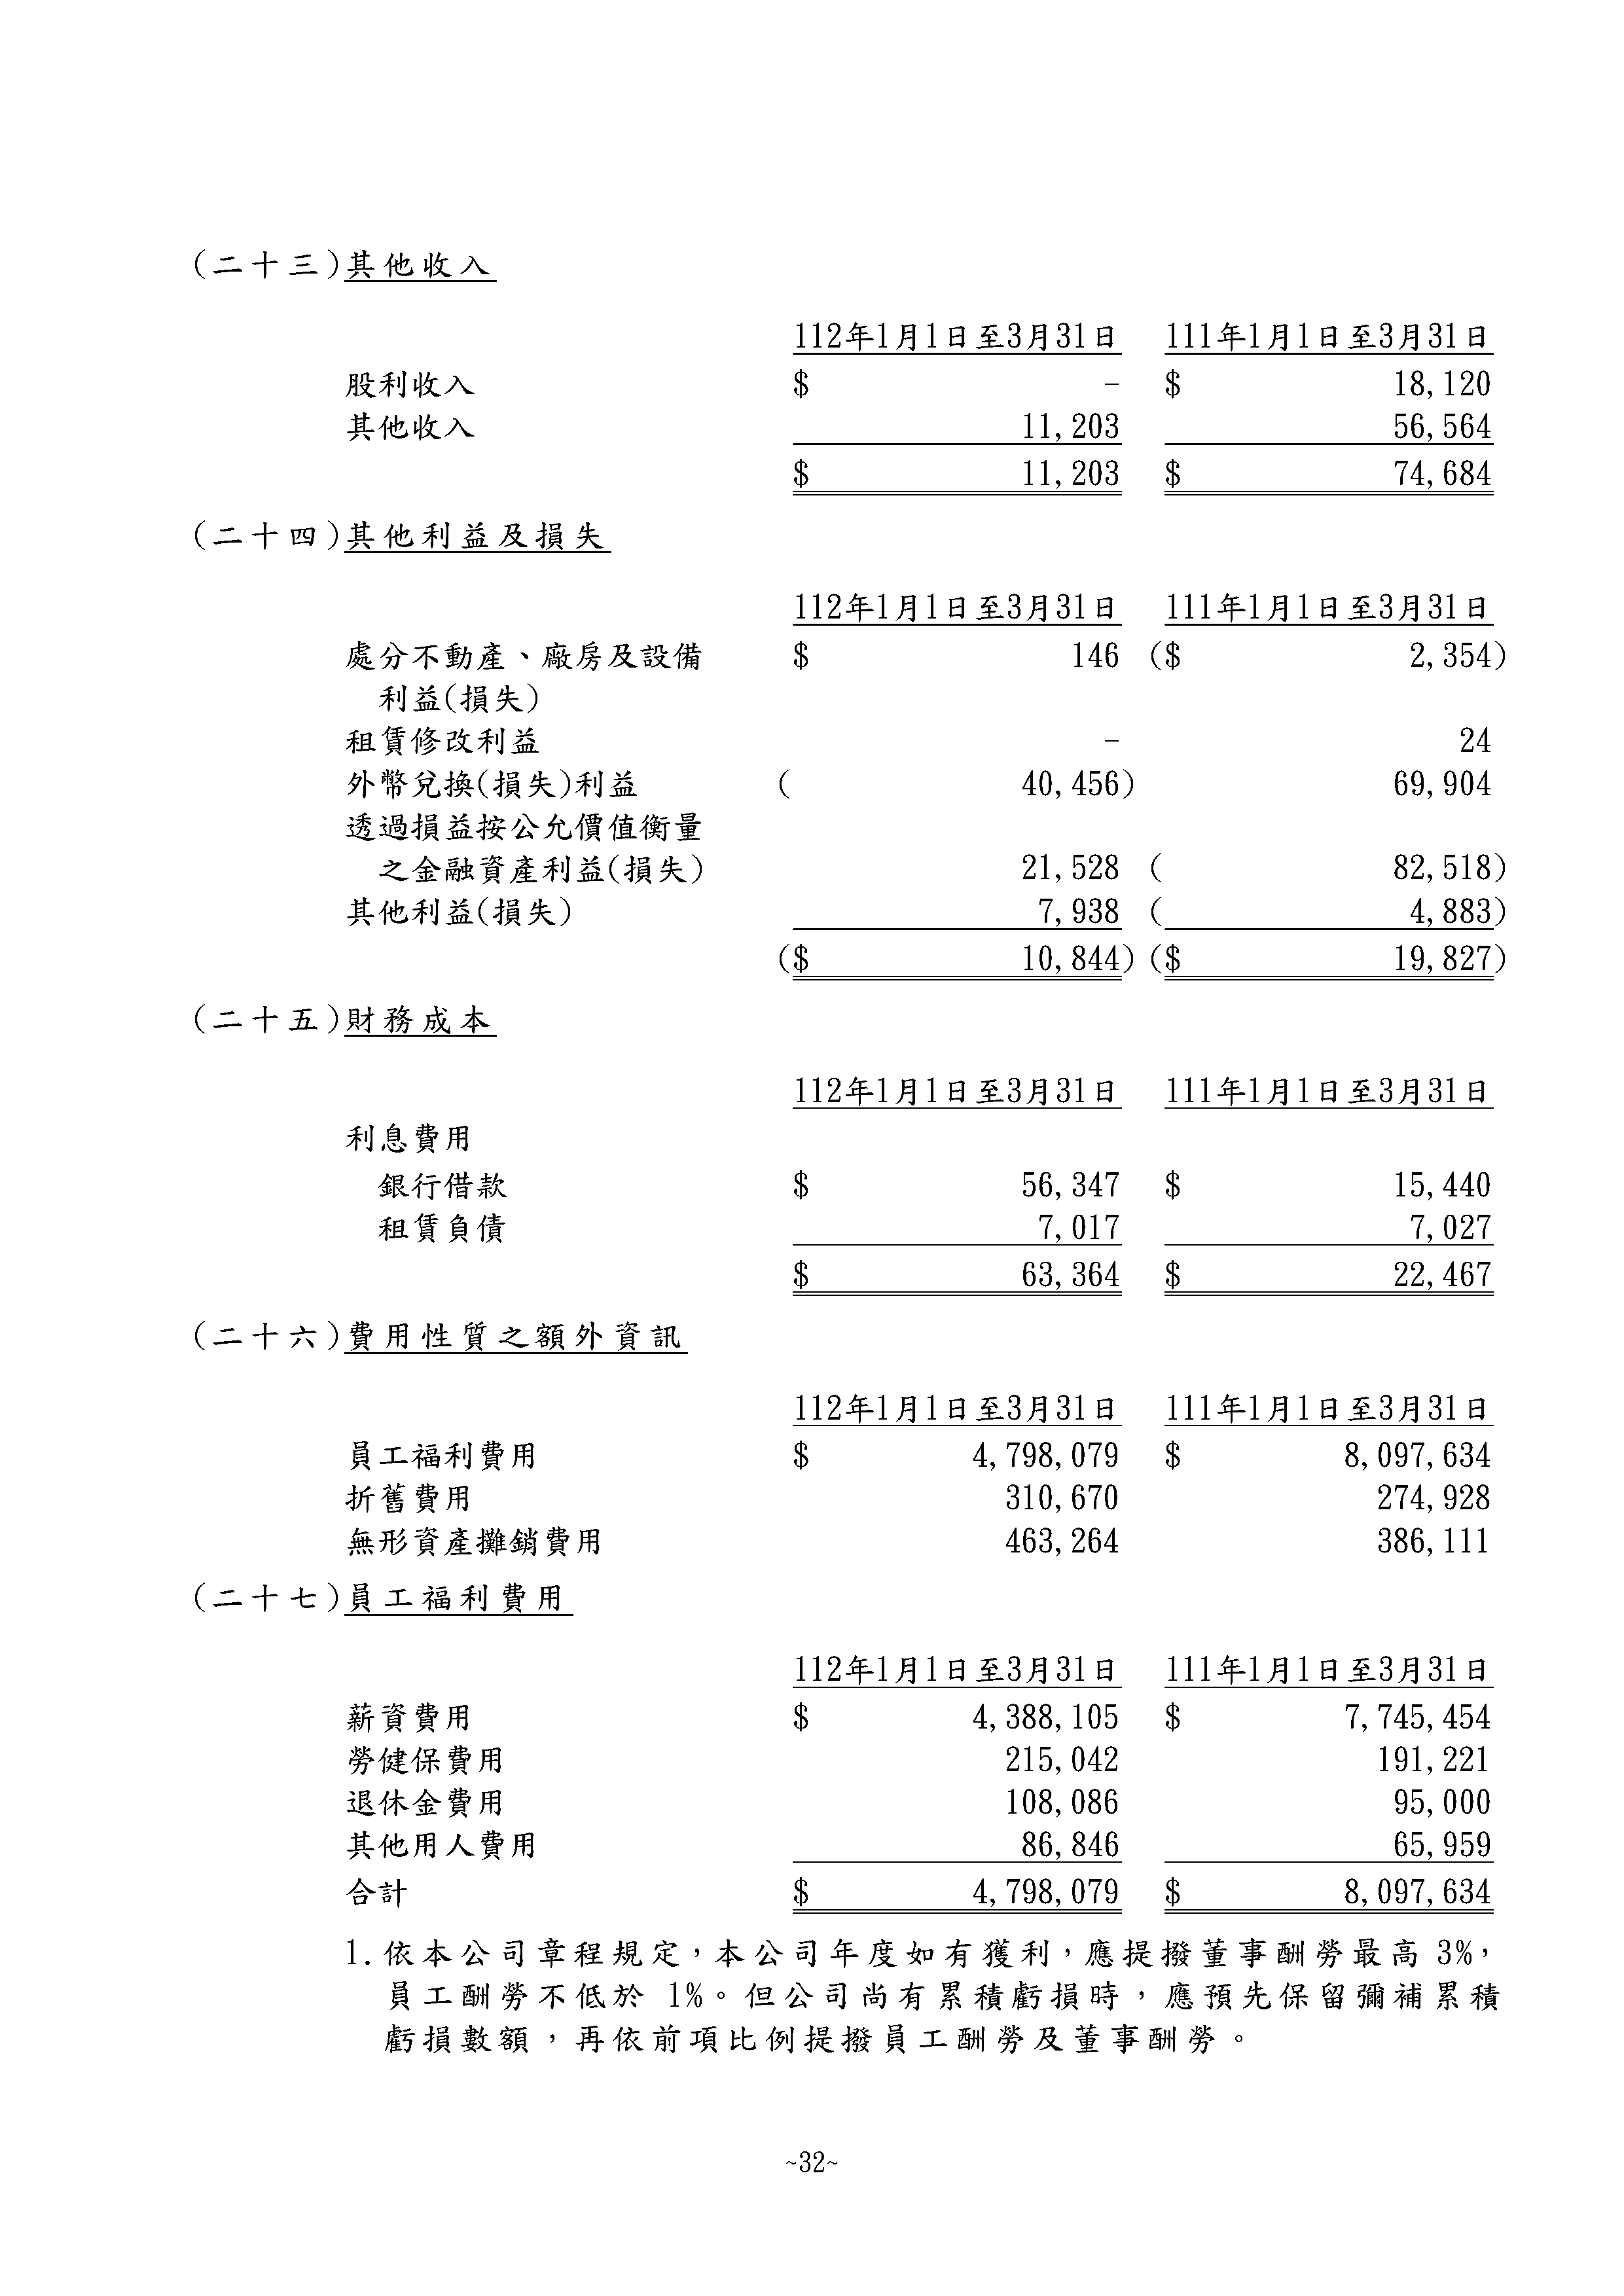 (二十三)其他收入
112年1月1日至3月31日 111年1月1日至3月31日
股利收入 $ - $ 18,120
其他收入 11,203 56,564
$ 11,203 $ 74,684
(二十四)其他利益及損失
112年1月1日至3月31日 111年1月1日至3月31日
處分不動產、廠房及設備 $ 146 ($ 2,354)
利益(損失)
租賃修改利益 - 24
外幣兌換(損失)利益 ( 40,456) 69,904
透過損益按公允價值衡量
之金融資產利益(損失) 21,528 ( 82,518)
其他利益(損失) 7,938 ( 4,883)
($ 10,844) ($ 19,827)
(二十五)財務成本
112年1月1日至3月31日 111年1月1日至3月31日
利息費用
銀行借款 $ 56,347 $ 15,440
租賃負債 7,017 7,027
$ 63,364 $ 22,467
(二十六)費用性質之額外資訊
112年1月1日至3月31日 111年1月1日至3月31日
員工福利費用 $ 4,798,079 $ 8,097,634
折舊費用 310,670 274,928
無形資產攤銷費用 463,264 386,111
(二十七)員工福利費用
112年1月1日至3月31日 111年1月1日至3月31日
薪資費用 $ 4,388,105 $ 7,745,454
勞健保費用 215,042 191,221
退休金費用 108,086 95,000
其他用人費用 86,846 65,959
合計 $ 4,798,079 $ 8,097,634
1.依本公司章程規定，本公司年度如有獲利，應提撥董事酬勞最高 3%，
員工酬勞不低於 1%。但公司尚有累積虧損時，應預先保留彌補累積
虧損數額，再依前項比例提撥員工酬勞及董事酬勞。
~32~